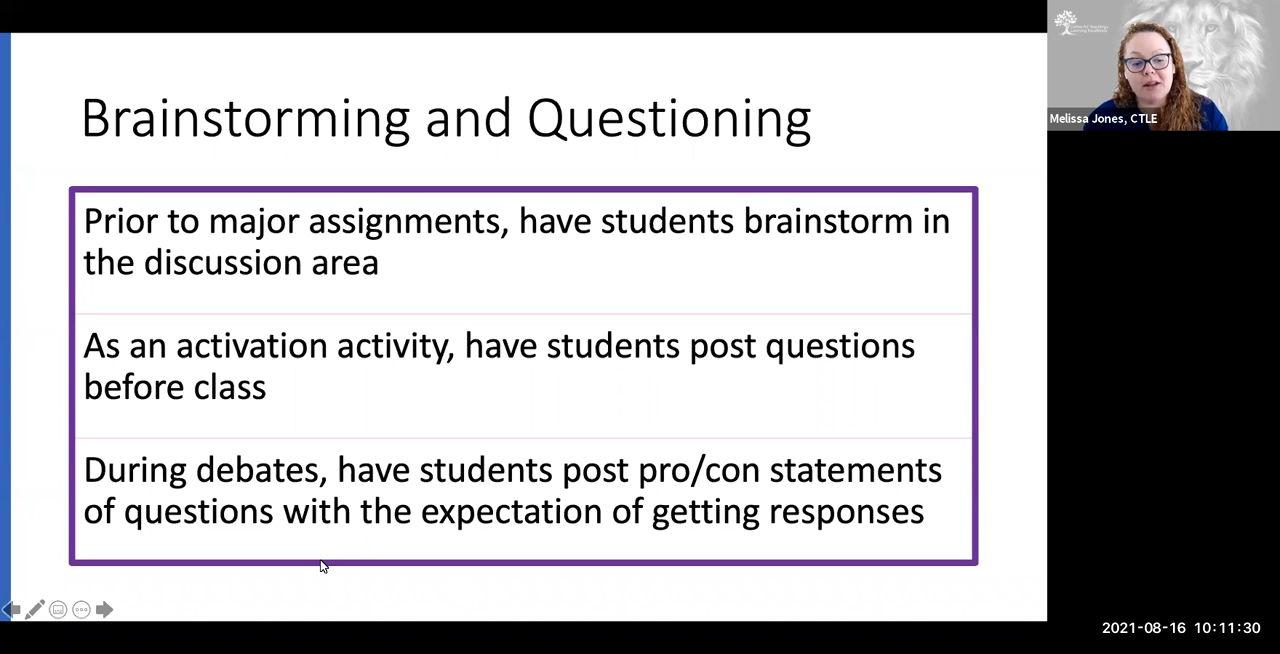 Brainstorming and Questioning
Prior to major assignments, have students brainstorm in
the discussion area
As an activation activity, have students post questions
before class
During debates, have students post pro/con statements
of questions with the expectation of getting responses
Melissa Jones, CTLE
2021-08-16 10:11:30